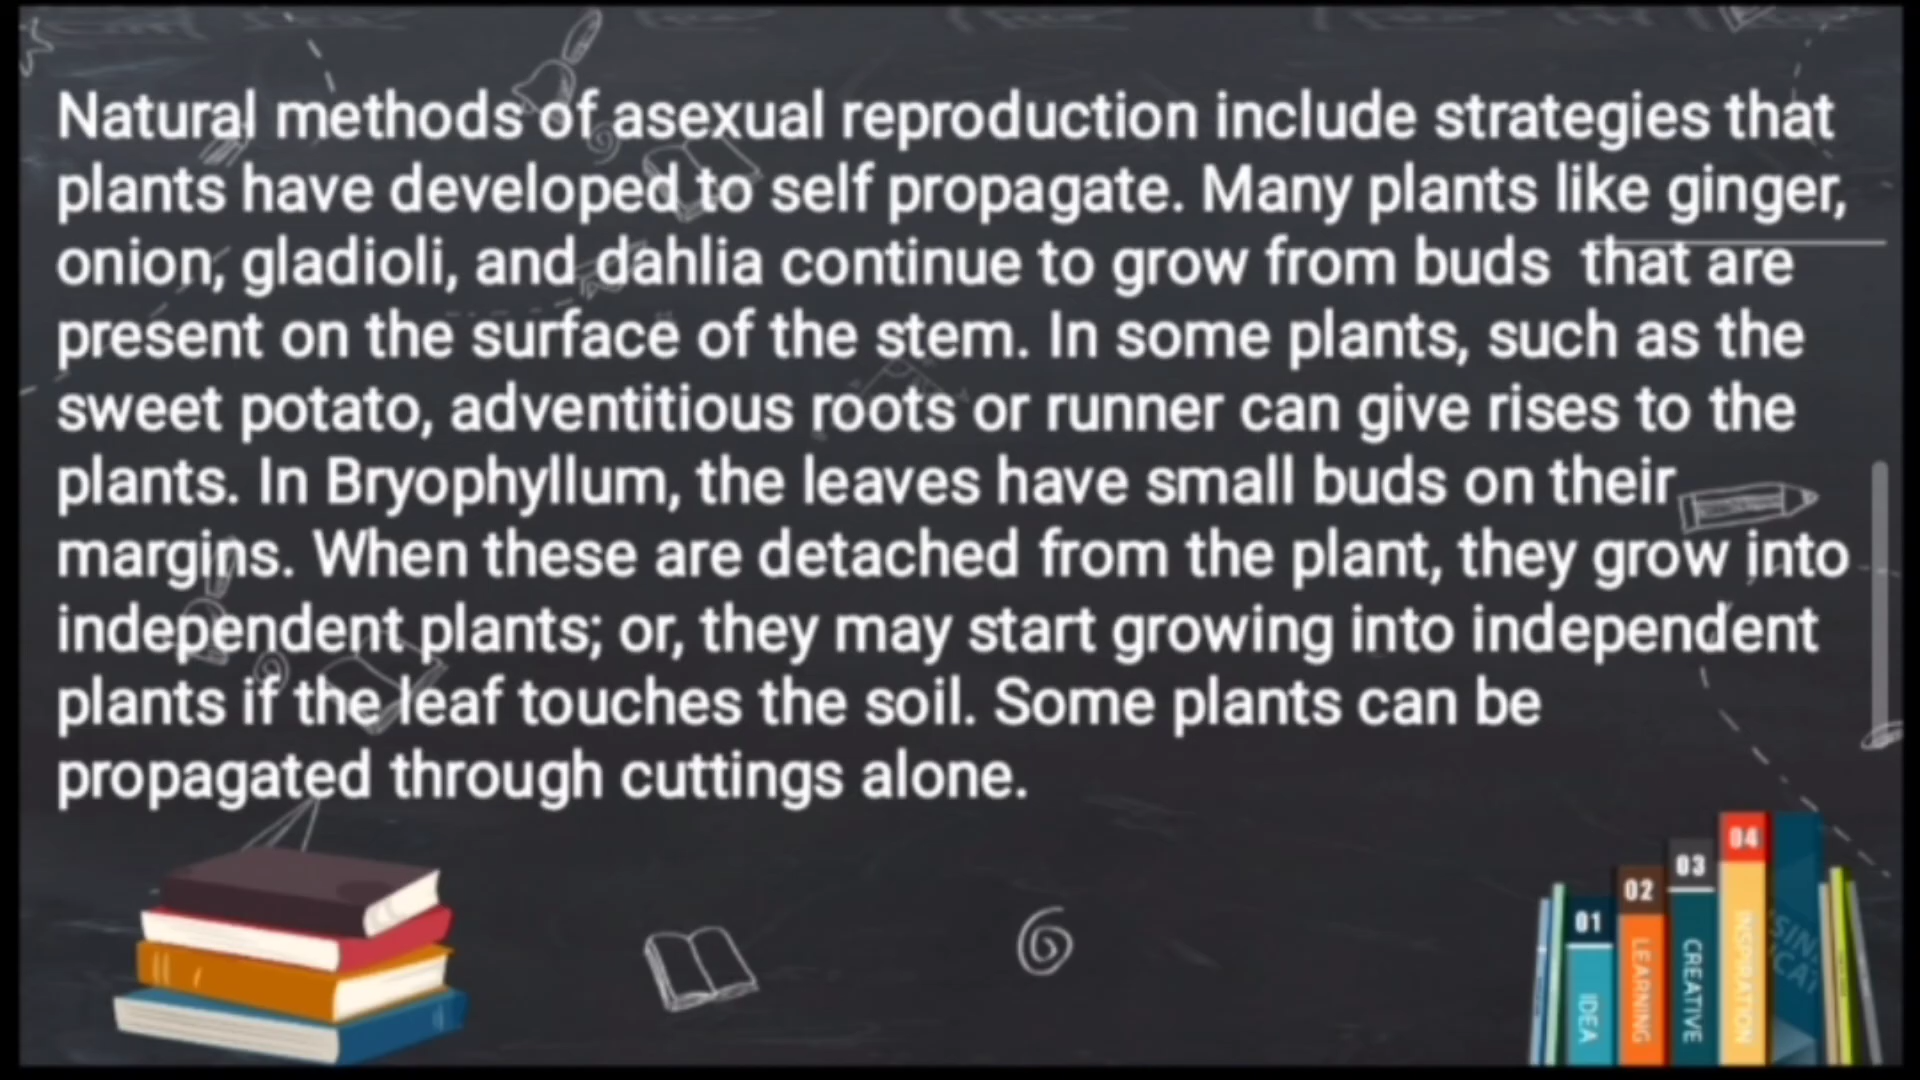 Natural methods of asexual reproduction include strategies that
plants have developed to self propagate. Many plants like ginger,
onion, gladioli, and dahlia continue to grow from buds that are
present on the surface of the stem. In some plants, such as the
sweet potato, adventitious roots or runner can give rises to the
plants. In Bryophyllum, the leaves have small buds on their
margins. When these are detached from the plant, they grow into
independent plants; or, they may start growing into independent
plants if the leaf touches the soil. Some plants can be
propagated through cuttings alone.
01 IDEA
02 LEARNING
03 CREATIVE
04 INSPIRATION